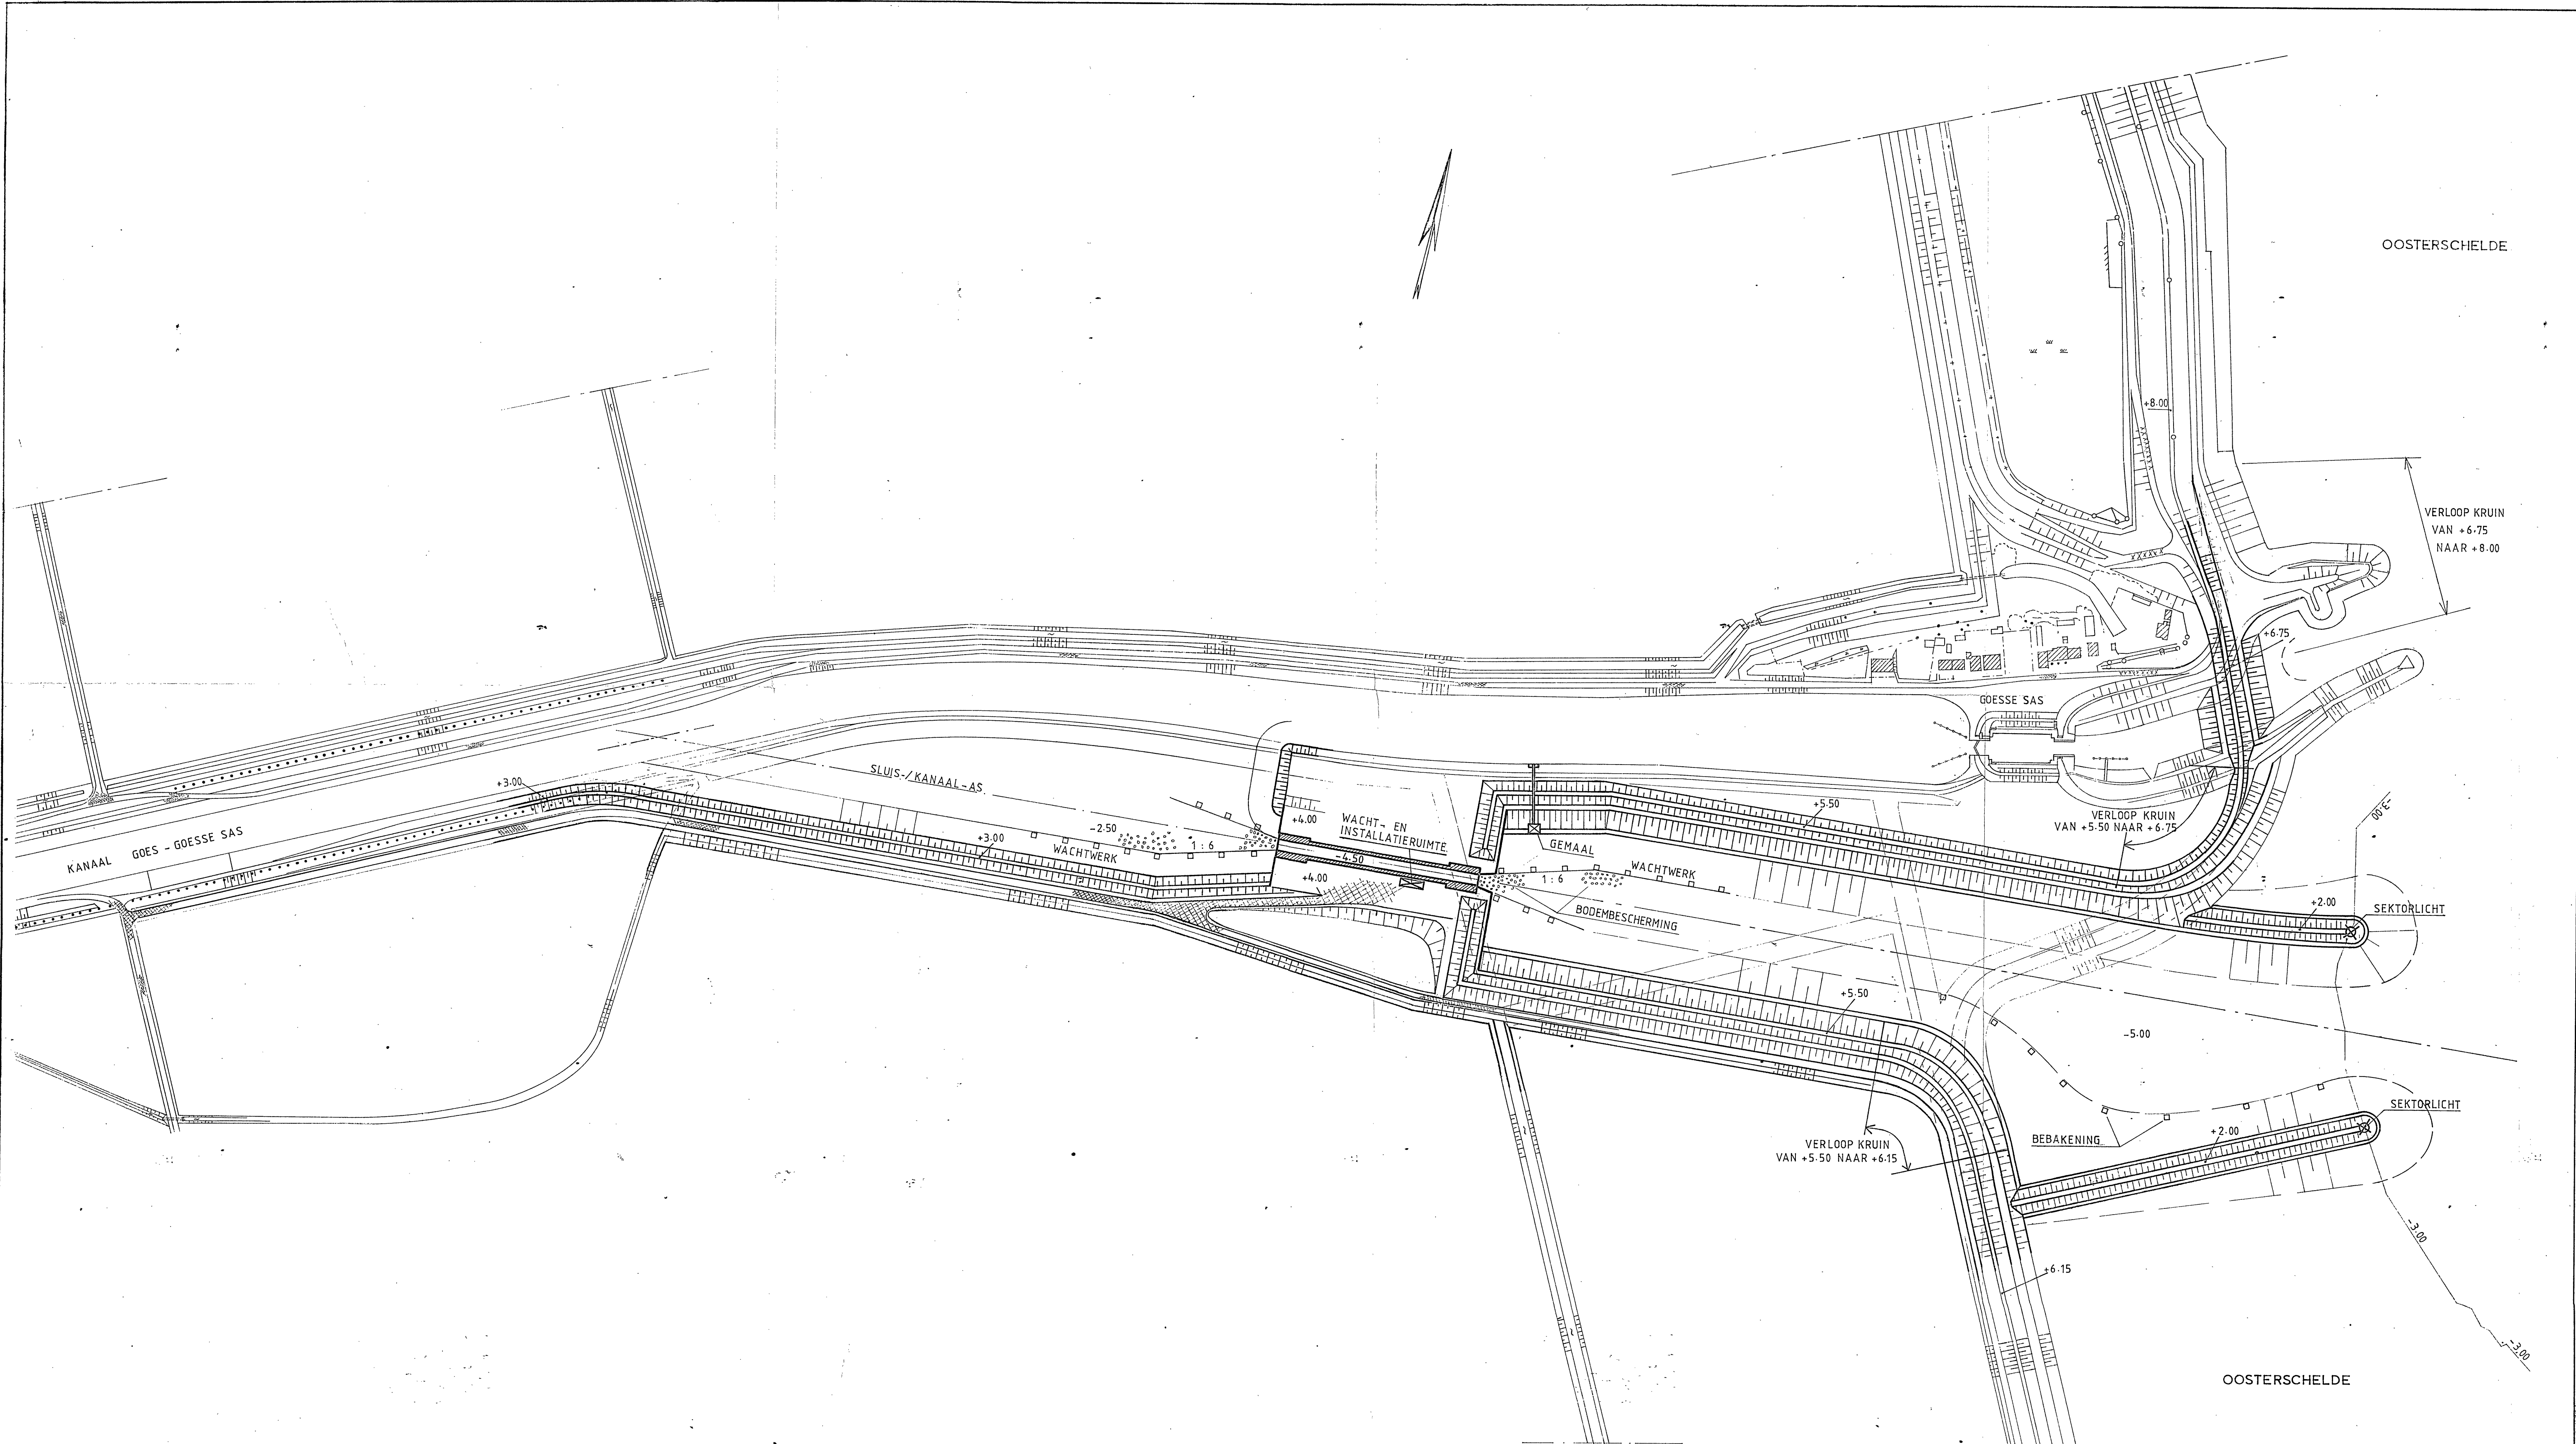 OOSTERSCHELDE
+8.00
VERLOOP KRUIN
VAN +6.75
NAAR +8.00
+6.75
GOESSE SAS
+3.00
SLUIS-/KANAAL-AS
KANAAL GOES - GOESSE SAS
+3.00
-2.50
1 : 6
WACHTWERK
+4.00
WACHT- EN
INSTALLATIERUIMTE
-4.50
+4.00
GEMAAL
1 : 6
WACHTWERK
BODEMBESCHERMING
+5.50
VERLOOP KRUIN
VAN +5.50 NAAR +6.75
-3.00
+2.00
SEKTORLICHT
+5.50
-5.00
SEKTORLICHT
BEBAKENING
+2.00
VERLOOP KRUIN
VAN +5.50 NAAR +6.15
-3.00
+6.15
-3.00
OOSTERSCHELDE